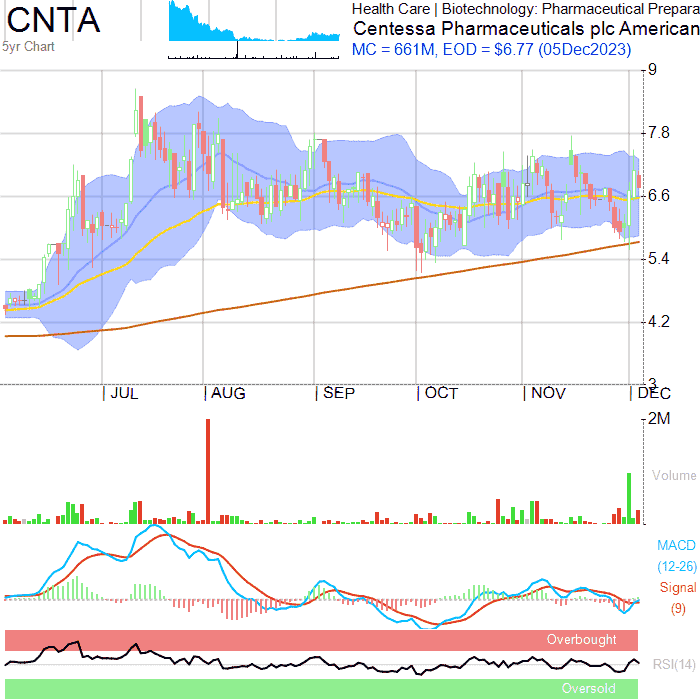 CNTA
5yr Chart
Health Care | Biotechnology: Pharmaceutical Prepara
Centessa Pharmaceuticals plc American
MC = 661M, EOD = $6.77 (05Dec2023)
9
7.8
6.6
5.4
4.2
3
JUL
AUG
SEP
OCT
NOV
DEC
2M
Volume
MACD
(12-26)
Signal
(9)
Overbought
RSI(14)
Oversold